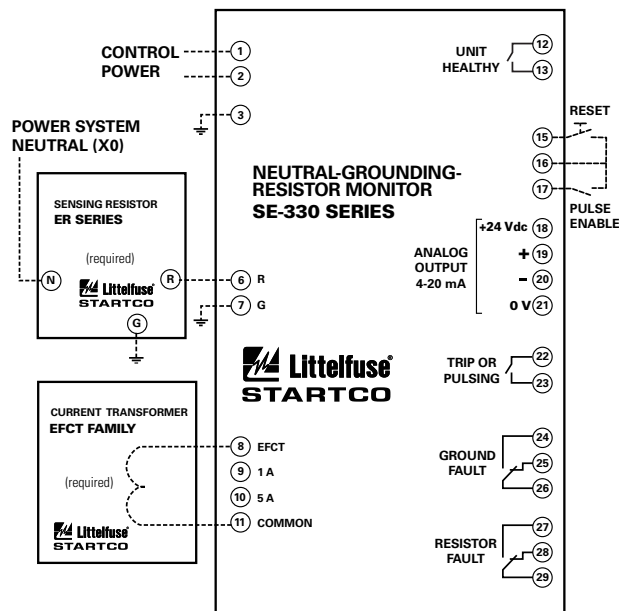 CONTROL
POWER
1
2
3
POWER SYSTEM
NEUTRAL (X0)
SENSING RESISTOR
ER SERIES
(required)
N
R
Littelfuse®
STARTCO
G
6 R
7 G
CURRENT TRANSFORMER
EFCT FAMILY
(required)
Littelfuse®
STARTCO
8 EFCT
9 1 A
10 5 A
11 COMMON
NEUTRAL-GROUNDING-
RESISTOR MONITOR
SE-330 SERIES
Littelfuse®
STARTCO
UNIT
HEALTHY
12
13
RESET
15
16
17
PULSE
ENABLE
ANALOG
OUTPUT
4-20 mA
+24 Vdc 18
+ 19
− 20
0 V 21
TRIP OR
PULSING
22
23
GROUND
FAULT
24
25
26
RESISTOR
FAULT
27
28
29